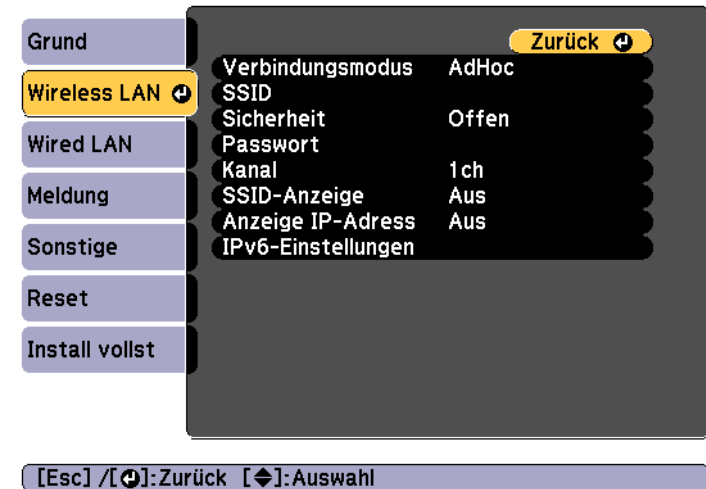 Grund
Wireless LAN
Wired LAN
Meldung
Sonstige
Reset
Install vollst
Zurück
Verbindungsmodus AdHoc
SSID
Sicherheit Offen
Passwort
Kanal 1ch
SSID-Anzeige Aus
Anzeige IP-Adress Aus
IPv6-Einstellungen
[Esc] /[⏎]:Zurück [◆]:Auswahl